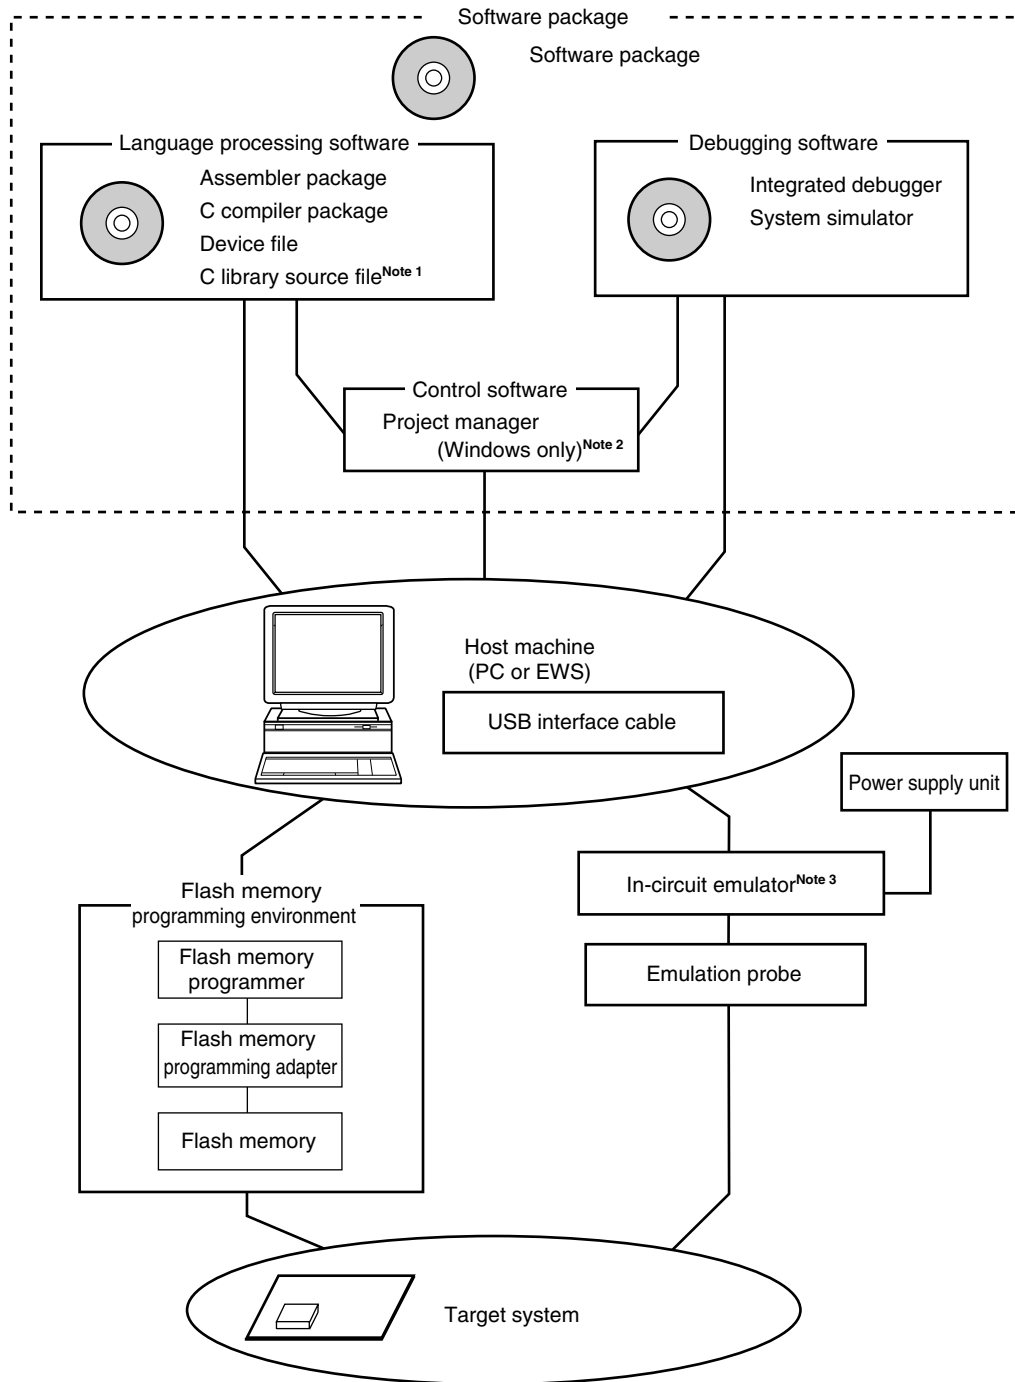 Software package
Software package
Language processing software
Assembler package
C compiler package
Device file
C library source fileNote 1
Debugging software
Integrated debugger
System simulator
Control software
Project manager
(Windows only)Note 2
Host machine
(PC or EWS)
USB interface cable
Power supply unit
In-circuit emulatorNote 3
Emulation probe
Flash memory
programming environment
Flash memory
programmer
Flash memory
programming adapter
Flash memory
Target system